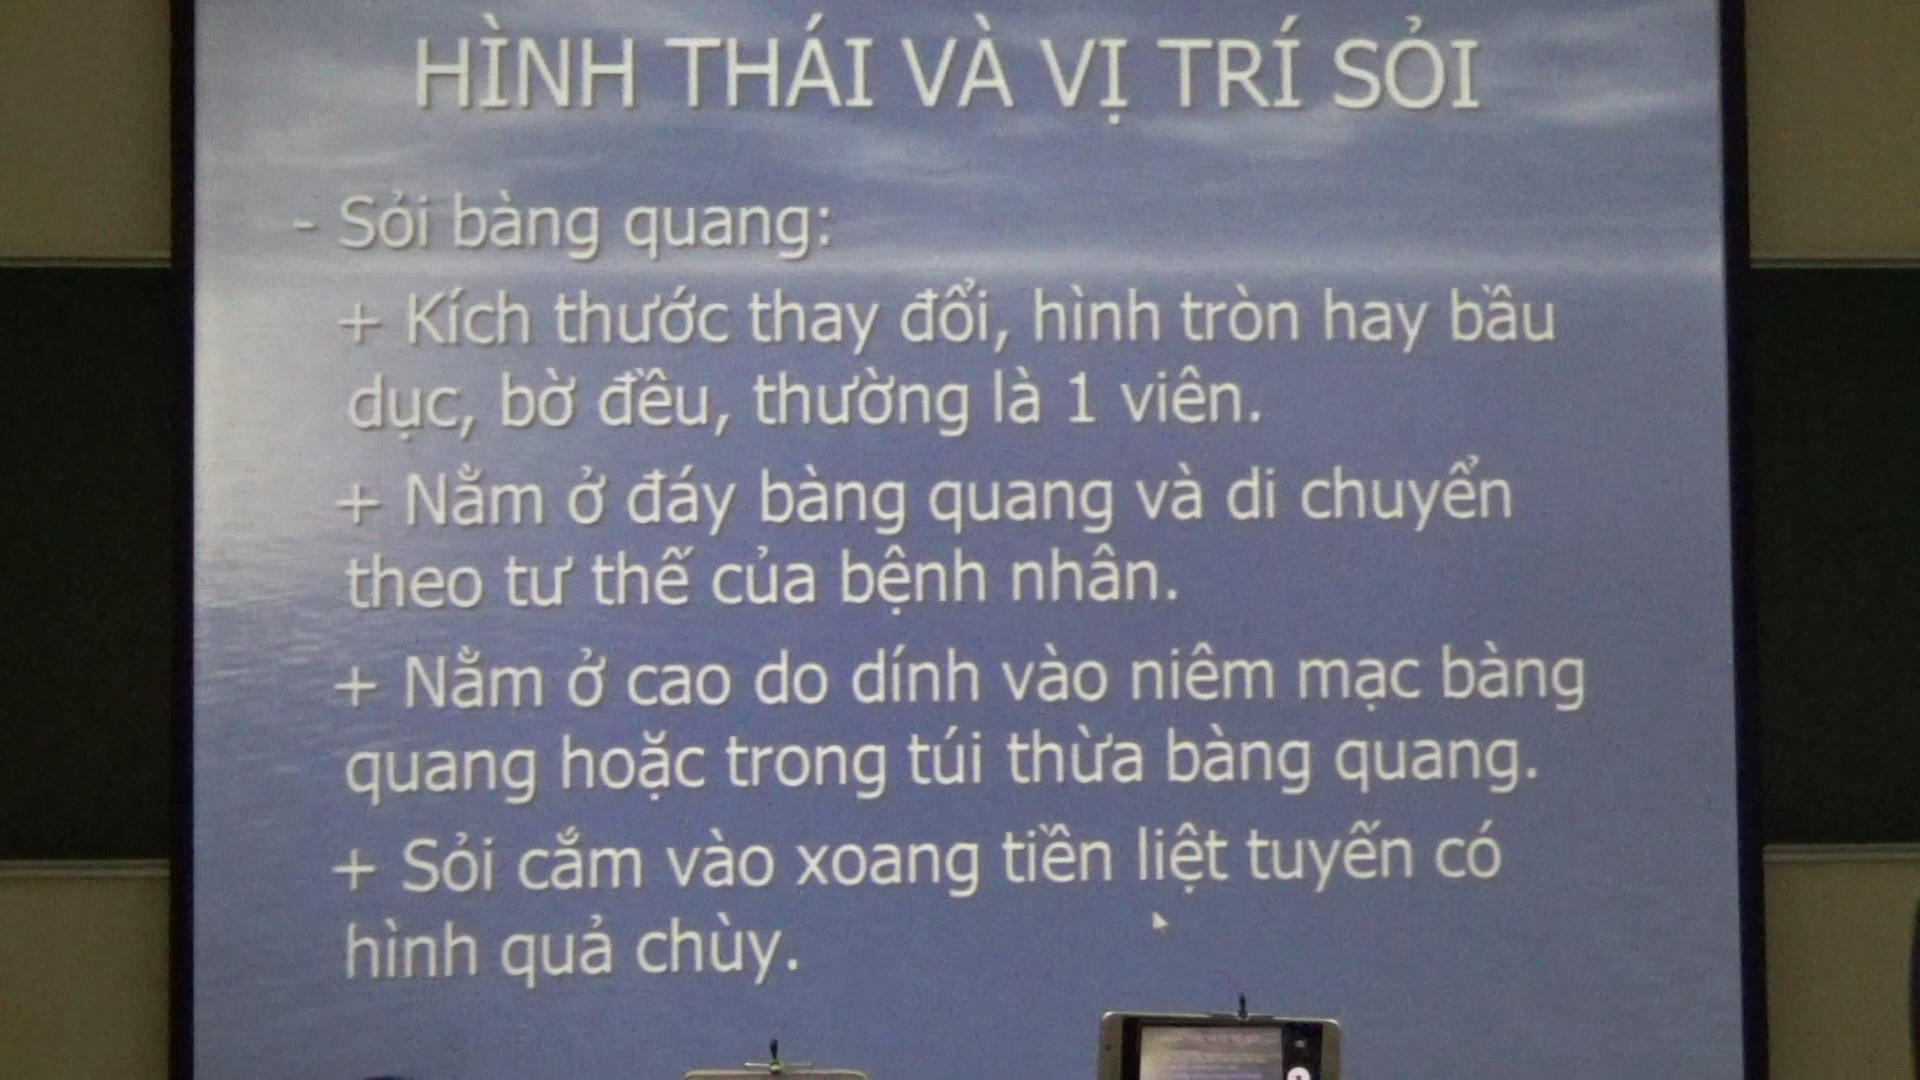 HÌNH THÁI VÀ VỊ TRÍ SỎI
- Sỏi bàng quang:
+ Kích thước thay đổi, hình tròn hay bầu
dục, bờ đều, thường là 1 viên.
+ Nằm ở đáy bàng quang và di chuyển
theo tư thế của bệnh nhân.
+ Nằm ở cao do dính vào niêm mạc bàng
quang hoặc trong túi thừa bàng quang.
+ Sỏi cắm vào xoang tiền liệt tuyến có
hình quả chùy.